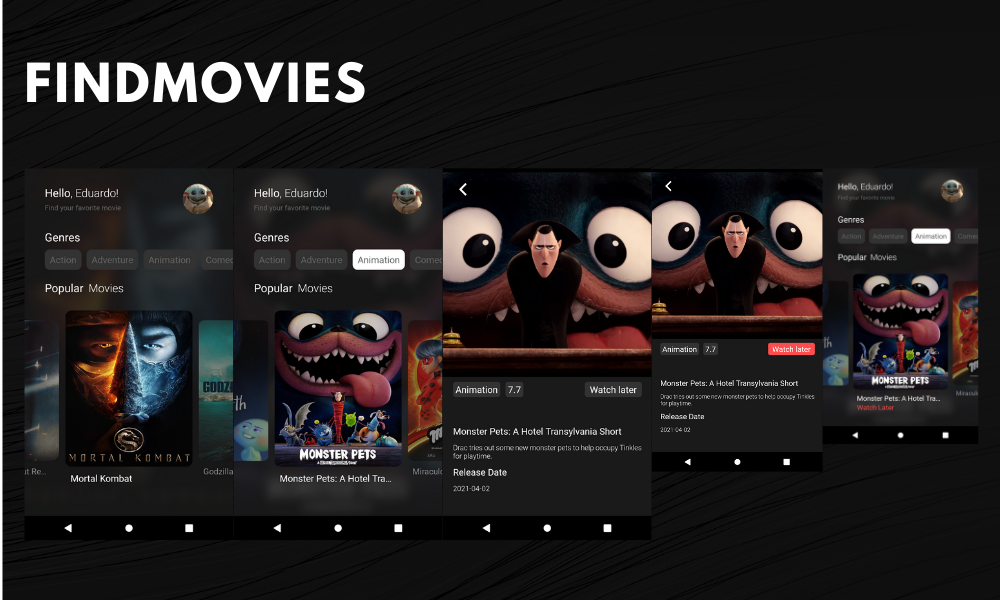 FINDMOVIES
Hello, Eduardo!
Find your favorite movie
Genres
Action Adventure Animation Comed
Popular Movies
GODZ
MORTAL KOMBAT
Mortal Kombat
Godzilla
Hello, Eduardo!
Find your favorite movie
Genres
Action Adventure Animation Comed
Popular Movies
th
MONSTER PETS
Monster Pets: A Hotel Tra...
Miracul
Animation 7.7 Watch later
Monster Pets: A Hotel Transylvania Short
Drac tries out some new monster pets to help occupy Tinkles
for playtime.
Release Date
2021-04-02
Animation 7.7 Watch later
Monster Pets: A Hotel Transylvania Short
Drac tries out some new monster pets to help occupy Tinkles
for playtime.
Release Date
2021-04-02
Hello, Eduardo!
Find your favorite movie
Genres
Action Adventure Animation Come
Popular Movies
MONSTER PETS
Monster Pets: A Hotel Tra...
Watch Later
Miracu